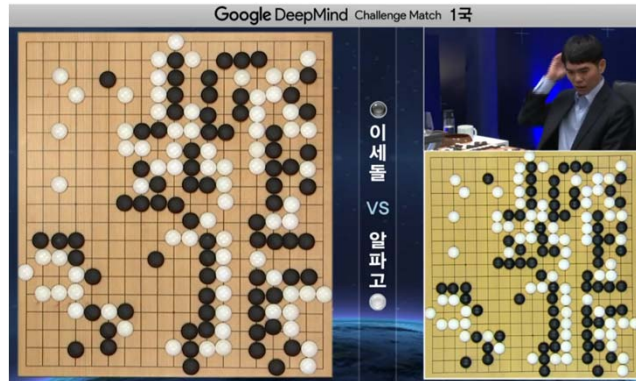 Google DeepMind Challenge Match 1국
이세돌
VS
알파고